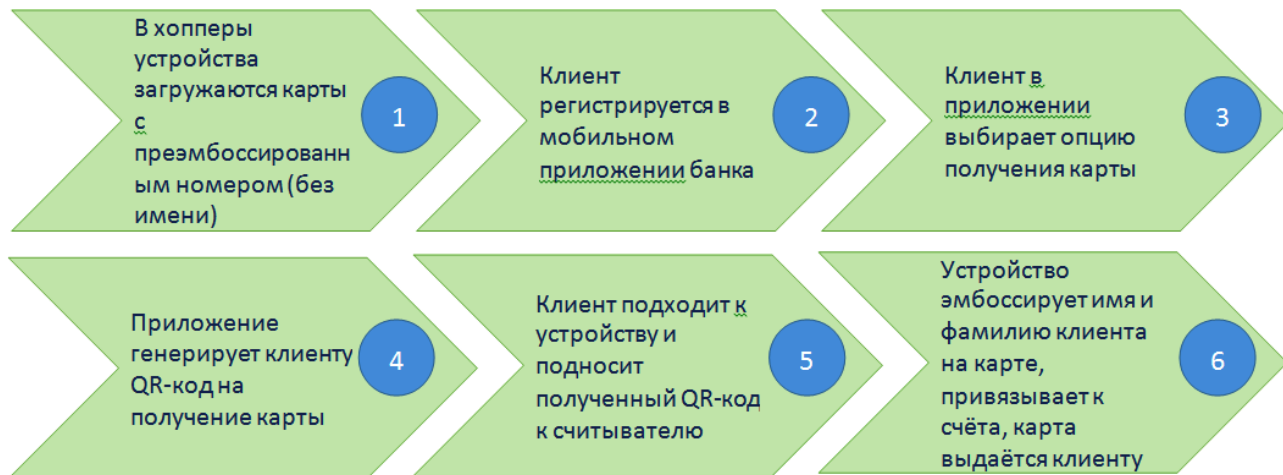 В хопперы
устройства
загружаются карты
с
преэмбоссированн
ым номером (без
имени)
1
Клиент
регистрируется в
мобильном
приложении банка
2
Клиент в
приложении
выбирает опцию
получения карты
3
Приложение
генерирует клиенту
QR-код на
получение карты
4
Клиент подходит к
устройству и
подносит
полученный QR-код
к считывателю
5
Устройство
эмбоссирует имя и
фамилию клиента
на карте,
привязывает к
счёта, карта
выдаётся клиенту
6